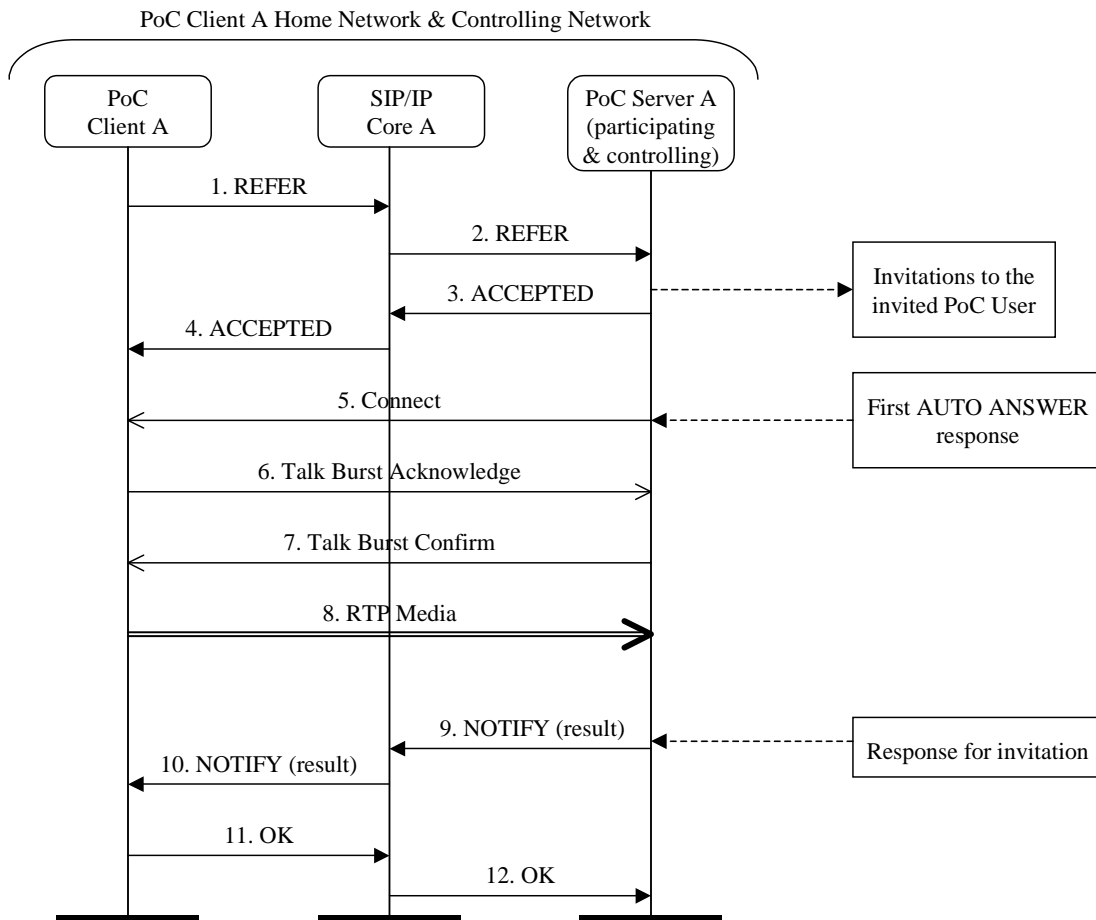 PoC Client A Home Network & Controlling Network
PoC
Client A
SIP/IP
Core A
PoC Server A
(participating
& controlling)
1. REFER
2. REFER
Invitations to the
invited PoC User
3. ACCEPTED
4. ACCEPTED
5. Connect
First AUTO ANSWER
response
6. Talk Burst Acknowledge
7. Talk Burst Confirm
8. RTP Media
9. NOTIFY (result)
Response for invitation
10. NOTIFY (result)
11. OK
12. OK